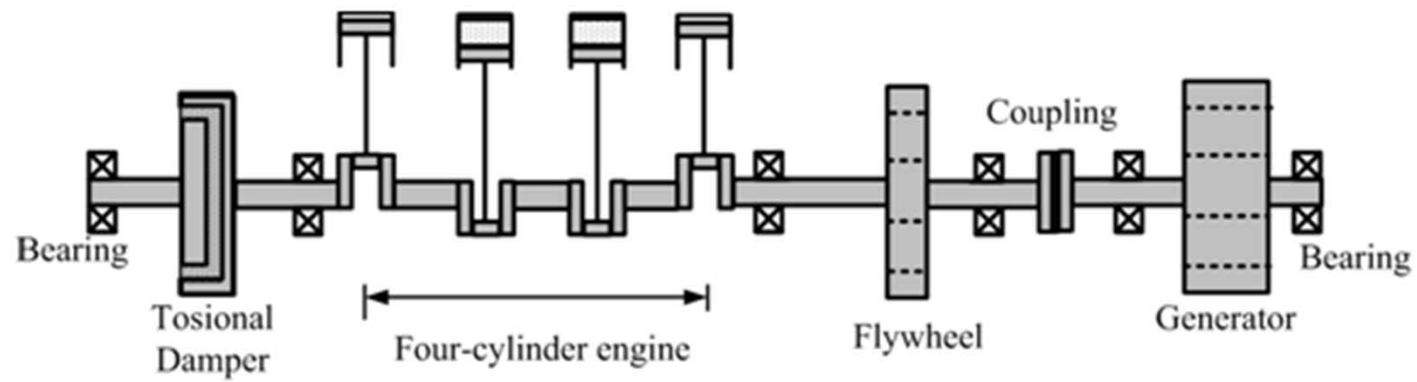 Coupling
Bearing
Bearing
Tosional
Damper
Four-cylinder engine
Flywheel
Generator